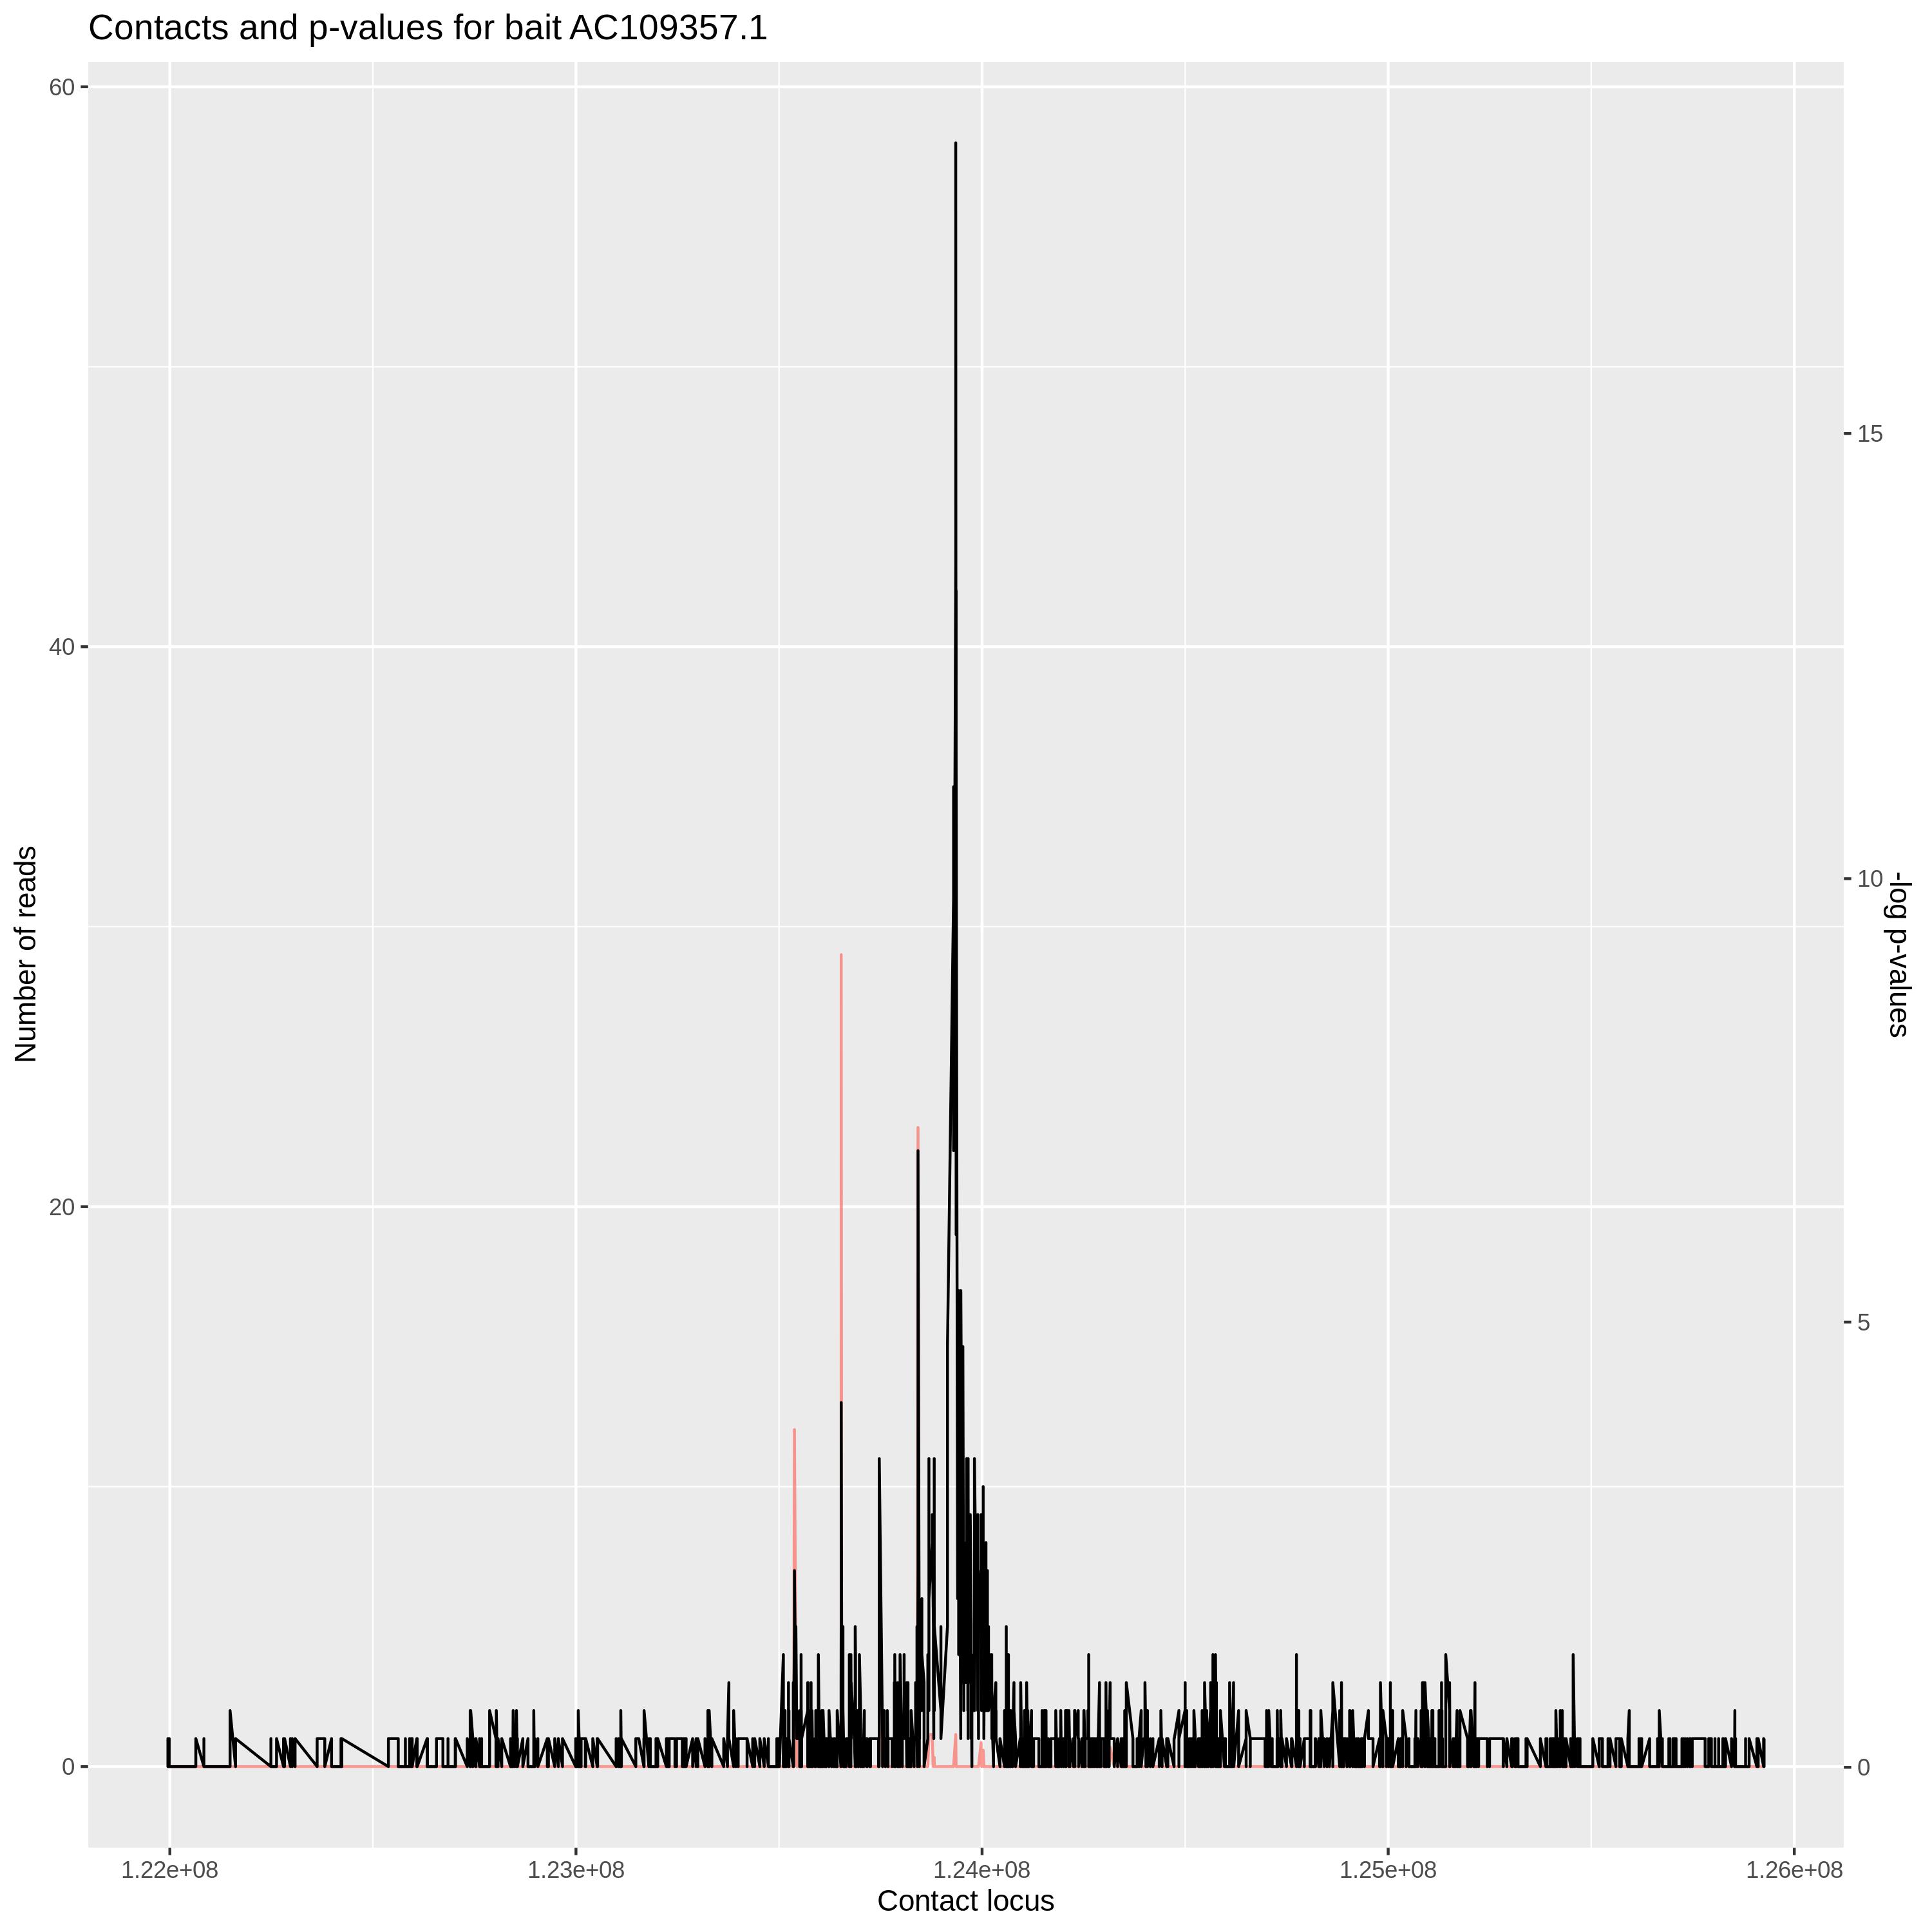 Contacts and p-values for bait AC109357.1
60
40
20
0
Number of reads
15
10
5
0
-log p-values
1.22e+08
1.23e+08
1.24e+08
1.25e+08
1.26e+08
Contact locus